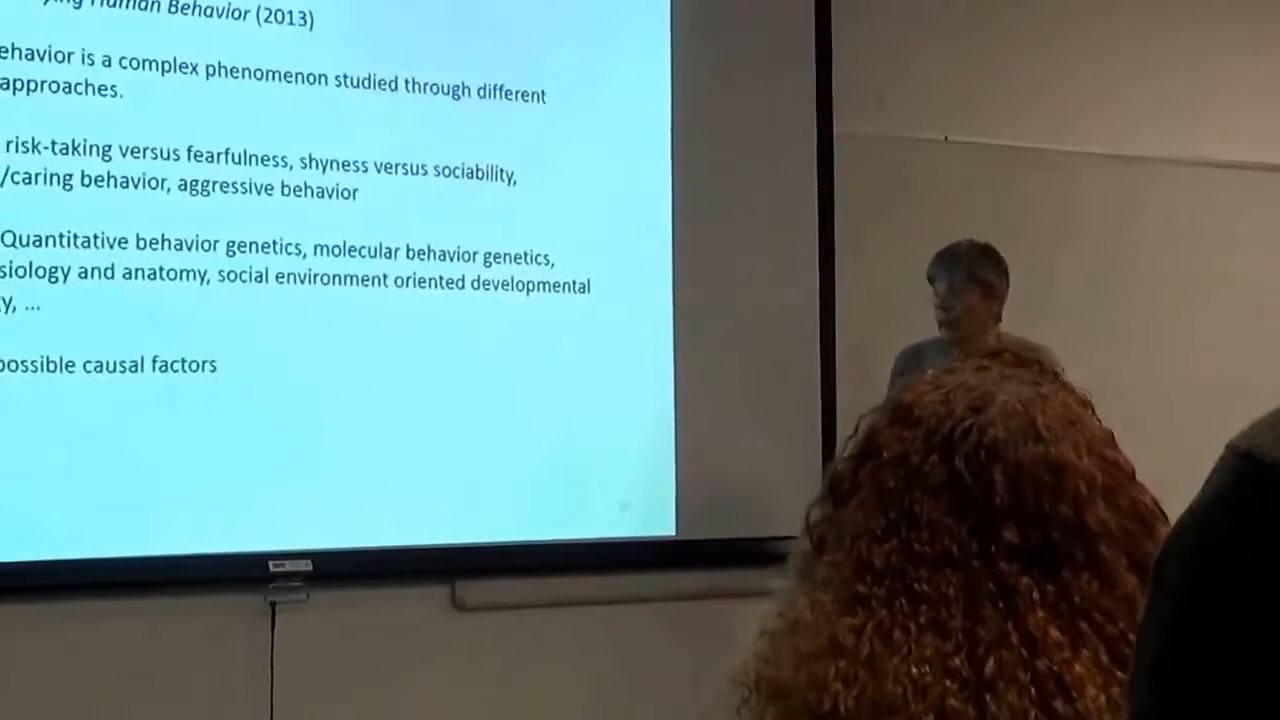 Human Behavior (2013)
ehavior is a complex phenomenon studied through different
approaches.
risk-taking versus fearfulness, shyness versus sociability,
/caring behavior, aggressive behavior
Quantitative behavior genetics, molecular behavior genetics,
siology and anatomy, social environment oriented developmental
y, ...
possible causal factors